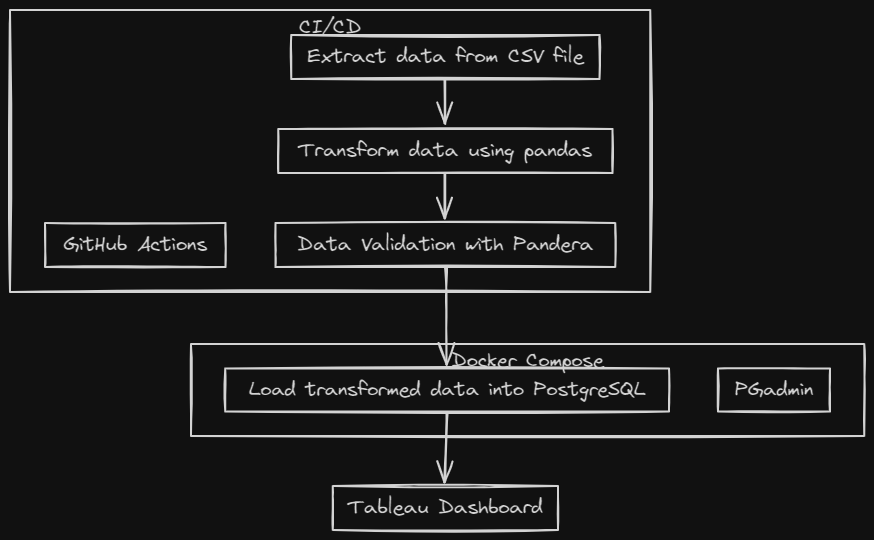 CI/CD
Extract data from CSV file
Transform data using pandas
GitHub Actions
Data Validation with Pandera
Docker Compose
Load transformed data into PostgreSQL
PGadmin
Tableau Dashboard